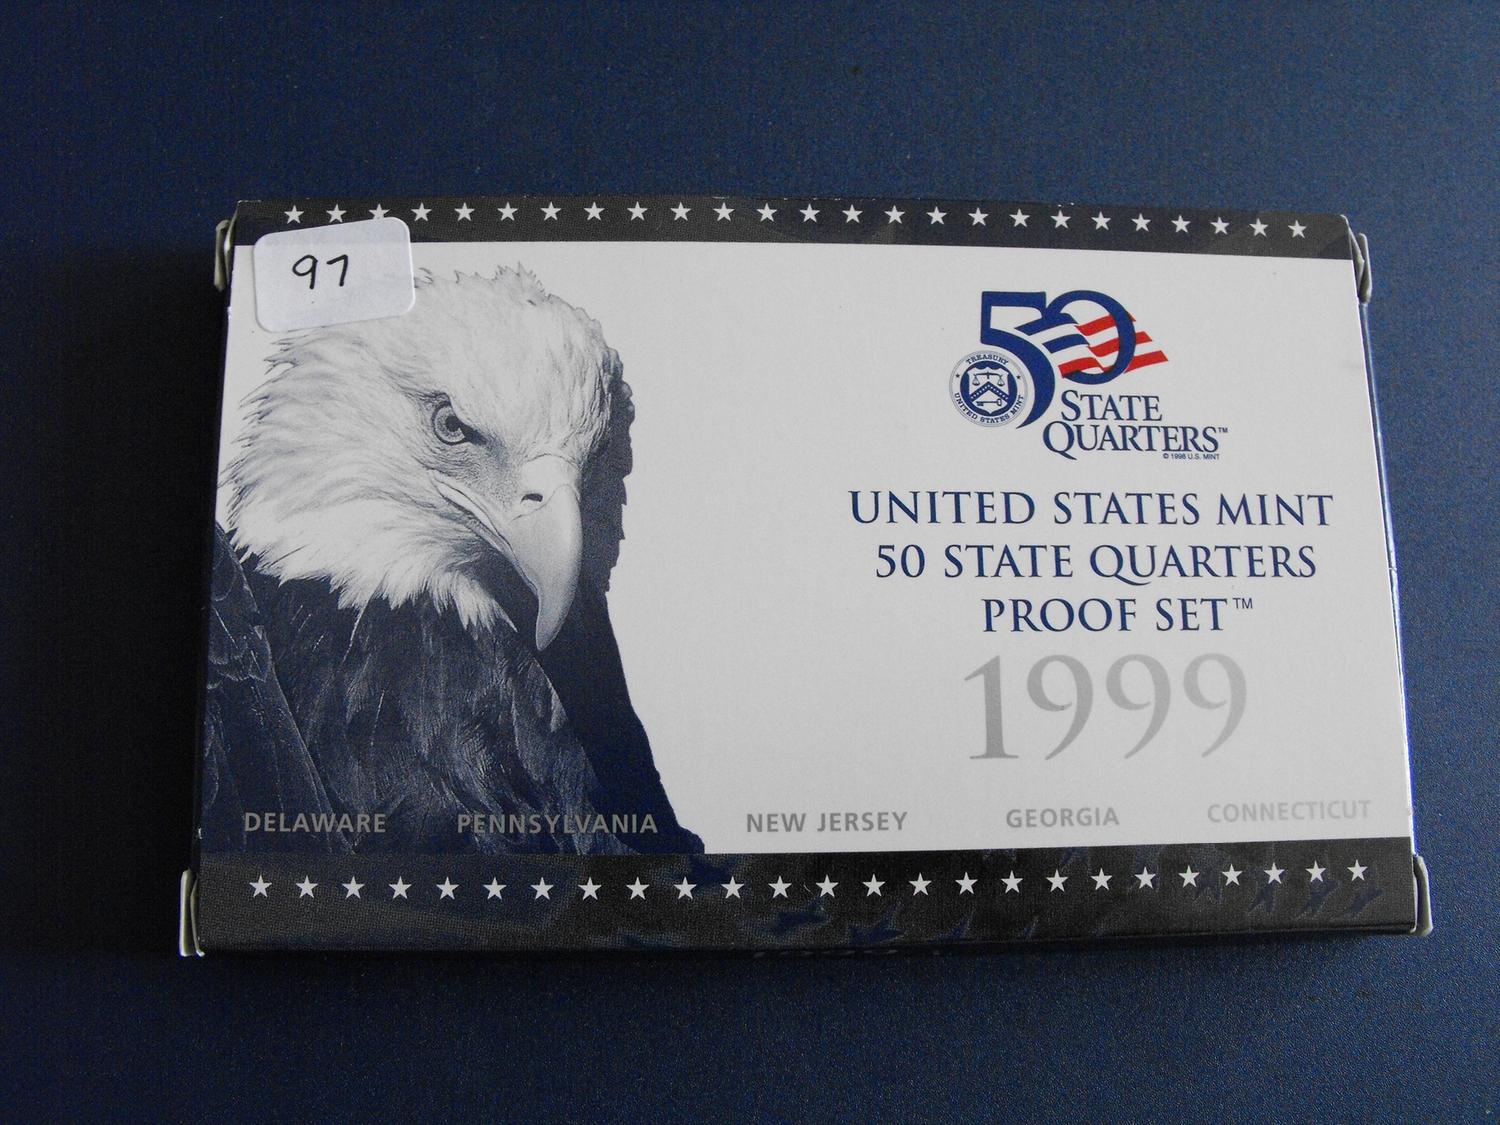 97
50
TREASURY
UNITED STATES MINT
STATE
QUARTERS™
© 1998 U.S. MINT
UNITED STATES MINT
50 STATE QUARTERS
PROOF SET™
1999
DELAWARE PENNSYLVANIA NEW JERSEY GEORGIA CONNECTICUT